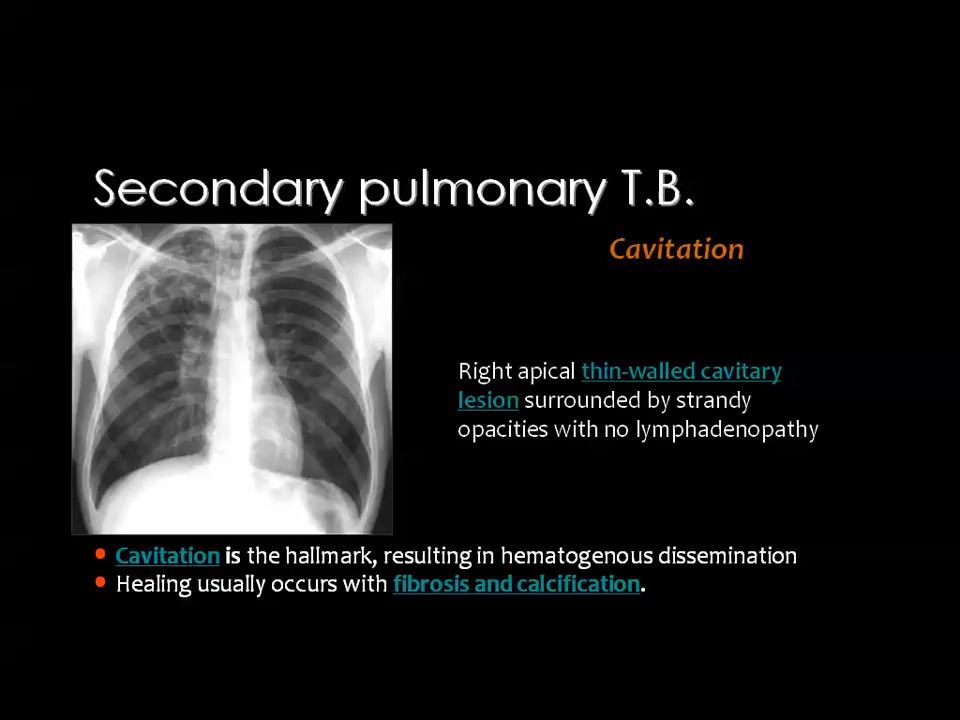 Secondary pulmonary T.B.
Cavitation
Right apical thin-walled cavitary
lesion surrounded by strandy
opacities with no lymphadenopathy
• Cavitation is the hallmark, resulting in hematogenous dissemination
• Healing usually occurs with fibrosis and calcification.